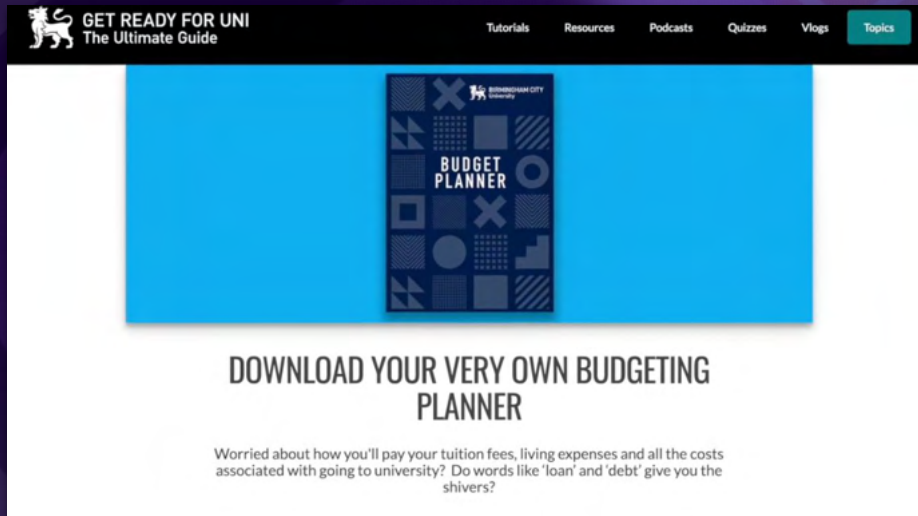 GET READY FOR UNI
The Ultimate Guide
Tutorials
Resources
Podcasts
Quizzes
Vlogs
Topics
BIRMINGHAM CITY
University
BUDGET
PLANNER
DOWNLOAD YOUR VERY OWN BUDGETING
PLANNER
Worried about how you'll pay your tuition fees, living expenses and all the costs
associated with going to university? Do words like 'loan' and 'debt' give you the
shivers?